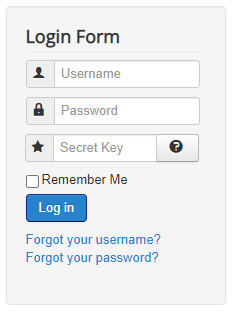 Login Form
Username
Password
Secret Key ?
Remember Me
Log in
Forgot your username?
Forgot your password?